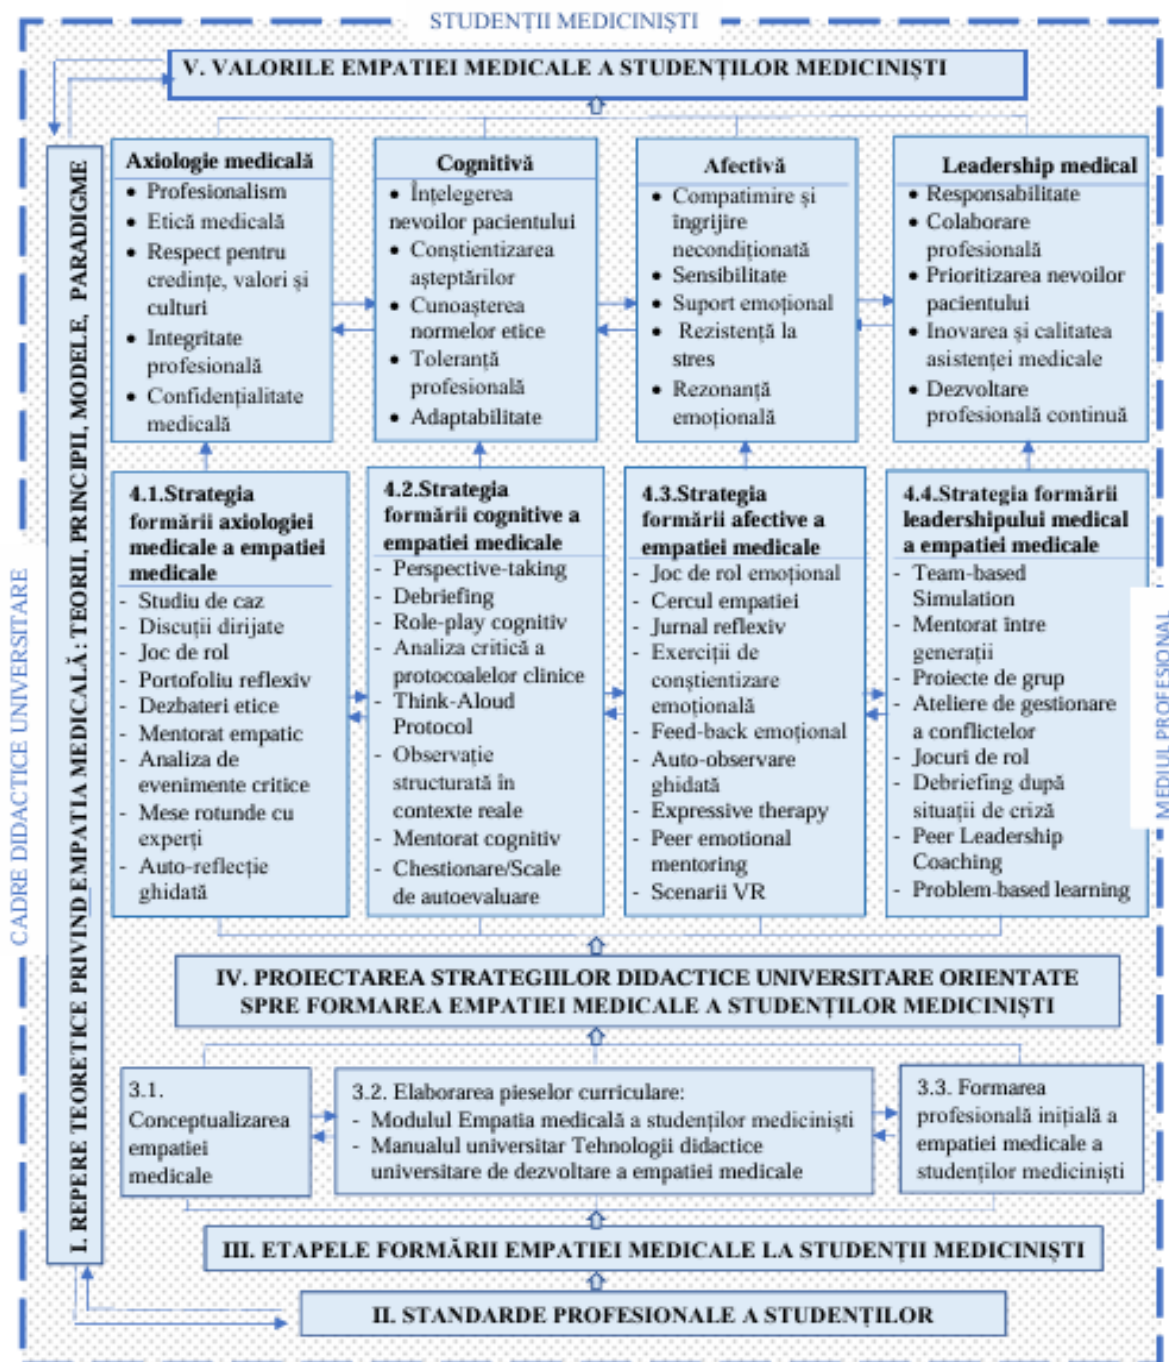 STUDENȚII MEDICINIȘTI
V. VALORILE EMPATIEI MEDICALE A STUDENȚILOR MEDICINIȘTI
CADRE DIDACTICE UNIVERSITARE
I. REPERE TEORETICE PRIVIND EMPATIA MEDICALĂ: TEORII, PRINCIPII, MODELE, PARADIGME
Axiologie medicală
• Profesionalism
• Etică medicală
• Respect pentru
credințe, valori și
culturi
• Integritate
profesională
• Confidențialitate
medicală
Cognitivă
• Înțelegerea
nevoilor pacientului
• Conștientizarea
așteptărilor
• Cunoașterea
normelor etice
• Toleranță
profesională
• Adaptabilitate
Afectivă
• Compatimire și
îngrijire
necondiționată
• Sensibilitate
• Suport emoțional
• Rezistență la
stres
• Rezonanță
emoțională
Leadership medical
• Responsabilitate
• Colaborare
profesională
• Prioritizarea nevoilor
pacientului
• Inovarea și calitatea
asistenței medicale
• Dezvoltare
profesională continuă
4.1.Strategia
formării axiologiei
medicale a empatiei
medicale
- Studiu de caz
- Discuții dirijate
- Joc de rol
- Portofoliu reflexiv
- Dezbateri etice
- Mentorat empatic
- Analiza de
evenimente critice
- Mese rotunde cu
experți
- Auto-reflecție
ghidată
4.2.Strategia
formării cognitive a
empatiei medicale
- Perspective-taking
- Debriefing
- Role-play cognitiv
- Analiza critică a
protocoalelor clinice
- Think-Aloud
Protocol
- Observație
structurată în
contexte reale
- Mentorat cognitiv
- Chestionare/Scale
de autoevaluare
4.3.Strategia
formării afective a
empatiei medicale
- Joc de rol emoțional
- Cercul empatiei
- Jurnal reflexiv
- Exerciții de
conștientizare
emoțională
- Feed-back emoțional
- Auto-observare
ghidată
- Expressive therapy
- Peer emotional
mentoring
- Scenarii VR
4.4.Strategia formării
leadershipului medical
a empatiei medicale
- Team-based
Simulation
- Mentorat între
generații
- Proiecte de grup
- Ateliere de gestionare
a conflictelor
- Jocuri de rol
- Debriefing după
situații de criză
- Peer Leadership
Coaching
- Problem-based learning
MEDIUL PROFESIONAL
IV. PROIECTAREA STRATEGIILOR DIDACTICE UNIVERSITARE ORIENTATE
SPRE FORMAREA EMPATIEI MEDICALE A STUDENȚILOR MEDICINIȘTI
3.1.
Conceptualizarea
empatiei
medicale
3.2. Elaborarea pieselor curriculare:
- Modulul Empatia medicală a studenților mediciniști
- Manualul universitar Tehnologii didactice
universitare de dezvoltare a empatiei medicale
3.3. Formarea
profesională inițială a
empatiei medicale a
studenților mediciniști
III. ETAPELE FORMĂRII EMPATIEI MEDICALE LA STUDENȚII MEDICINIȘTI
II. STANDARDE PROFESIONALE A STUDENȚILOR